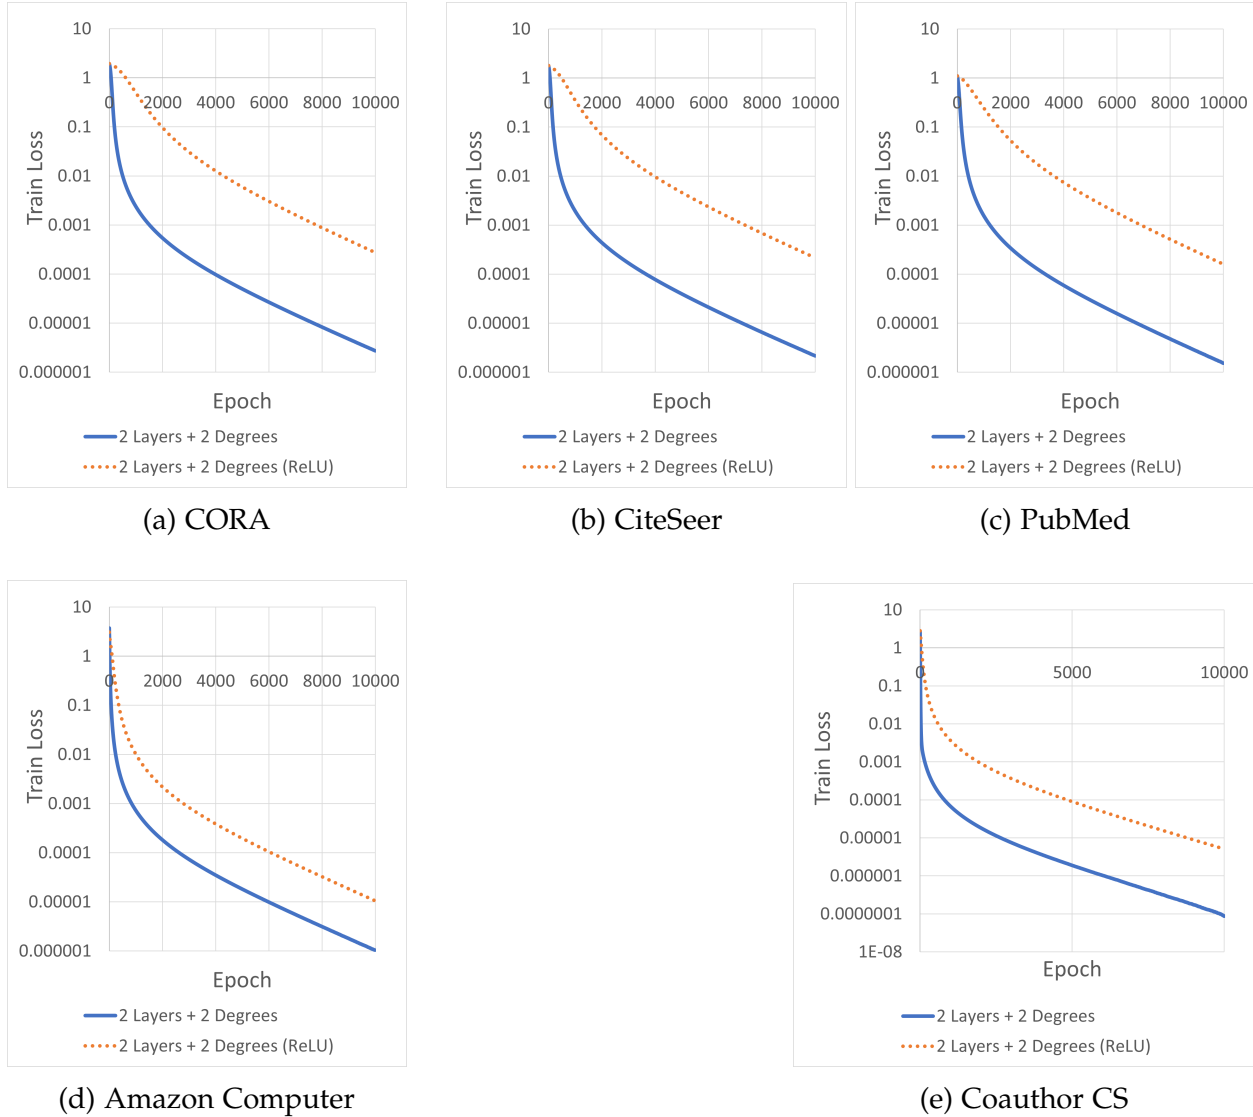 10
1
0 2000 4000 6000 8000 10000
0.1
0.01
0.001
0.0001
0.00001
0.000001
Train Loss
Epoch
2 Layers + 2 Degrees
2 Layers + 2 Degrees (ReLU)
(a) CORA
10
1
0 2000 4000 6000 8000 10000
0.1
0.01
0.001
0.0001
0.00001
0.000001
Train Loss
Epoch
2 Layers + 2 Degrees
2 Layers + 2 Degrees (ReLU)
(b) CiteSeer
10
1
0 2000 4000 6000 8000 10000
0.1
0.01
0.001
0.0001
0.00001
0.000001
Train Loss
Epoch
2 Layers + 2 Degrees
2 Layers + 2 Degrees (ReLU)
(c) PubMed
10
1
0 2000 4000 6000 8000 10000
0.1
0.01
0.001
0.0001
0.00001
0.000001
Train Loss
Epoch
2 Layers + 2 Degrees
2 Layers + 2 Degrees (ReLU)
(d) Amazon Computer
10
1
0 5000 10000
0.1
0.01
0.001
0.0001
0.00001
0.000001
0.0000001
1E-08
Train Loss
Epoch
2 Layers + 2 Degrees
2 Layers + 2 Degrees (ReLU)
(e) Coauthor CS